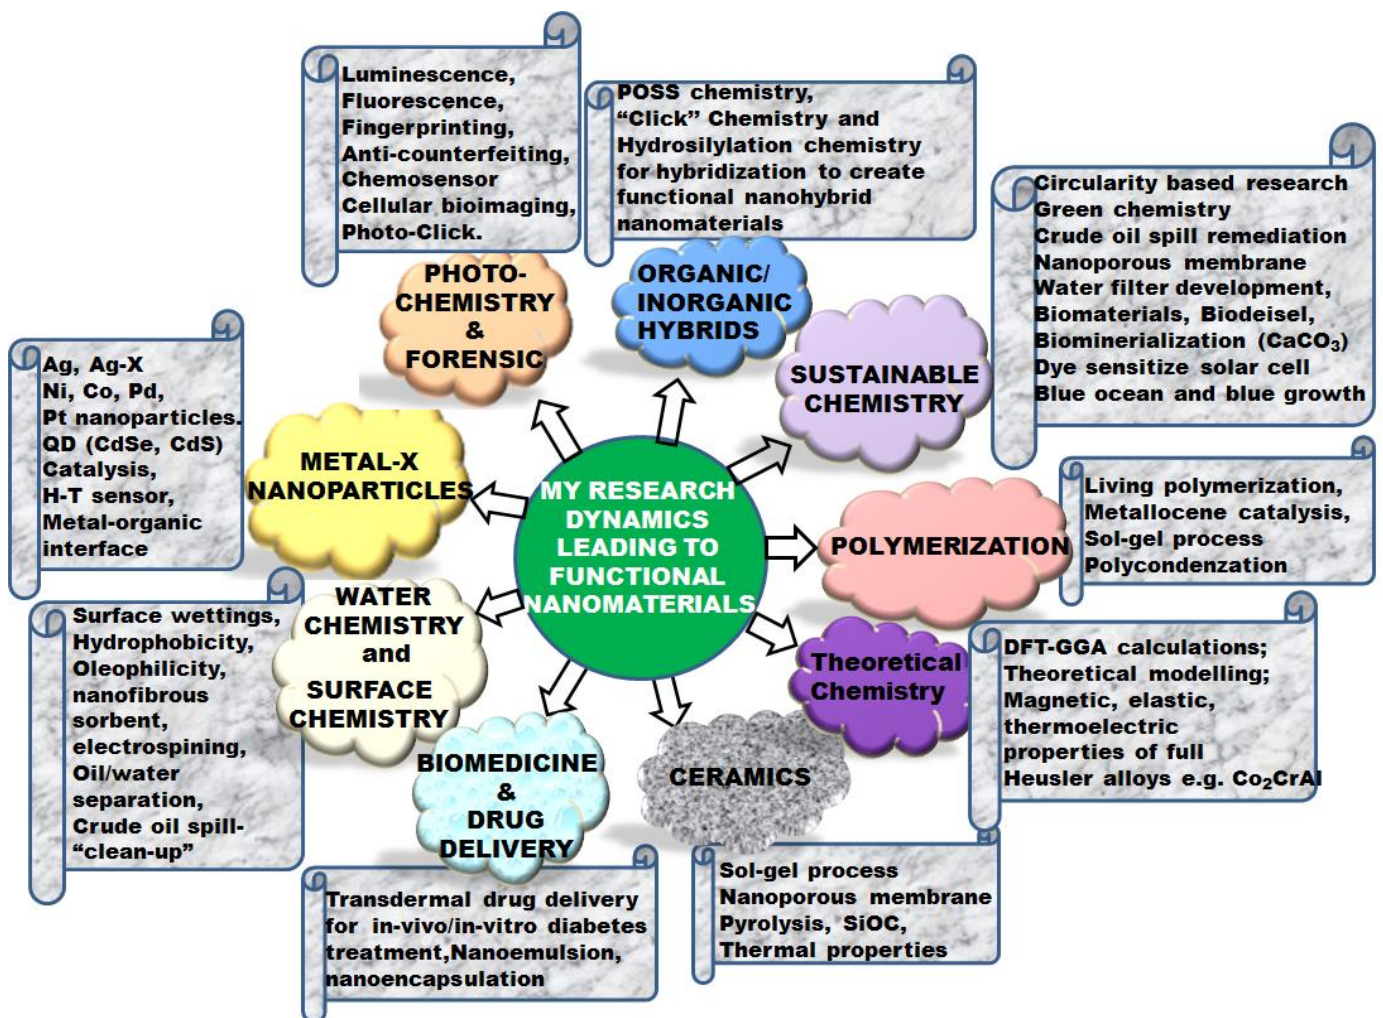 Luminescence,
Fluorescence,
Fingerprinting,
Anti-counterfeiting,
Chemosensor
Cellular bioimaging,
Photo-Click.
POSS chemistry,
“Click” Chemistry and
Hydrosilylation chemistry
for hybridization to create
functional nanohybrid
nanomaterials
Circularity based research
Green chemistry
Crude oil spill remediation
Nanoporous membrane
Water filter development,
Biomaterials, Biodeisel,
Biominerialization (CaCO₃)
Dye sensitize solar cell
Blue ocean and blue growth
PHOTO-
CHEMISTRY
&
FORENSIC
ORGANIC/
INORGANIC
HYBRIDS
SUSTAINABLE
CHEMISTRY
Ag, Ag-X
Ni, Co, Pd,
Pt nanoparticles.
QD (CdSe, CdS)
Catalysis,
H-T sensor,
Metal-organic
interface
METAL-X
NANOPARTICLES
MY RESEARCH
DYNAMICS
LEADING TO
FUNCTIONAL
NANOMATERIALS
POLYMERIZATION
Living polymerization,
Metallocene catalysis,
Sol-gel process
Polycondenzation
WATER
CHEMISTRY
and
SURFACE
CHEMISTRY
Surface wettings,
Hydrophobicity,
Oleophilicity,
nanofibrous
sorbent,
electrospining,
Oil/water
separation,
Crude oil spill-
“clean-up”
Theoretical
Chemistry
DFT-GGA calculations;
Theoretical modelling;
Magnetic, elastic,
thermoelectric
properties of full
Heusler alloys e.g. Co₂CrAl
BIOMEDICINE
&
DRUG
DELIVERY
CERAMICS
Transdermal drug delivery
for in-vivo/in-vitro diabetes
treatment,Nanoemulsion,
nanoencapsulation
Sol-gel process
Nanoporous membrane
Pyrolysis, SiOC,
Thermal properties